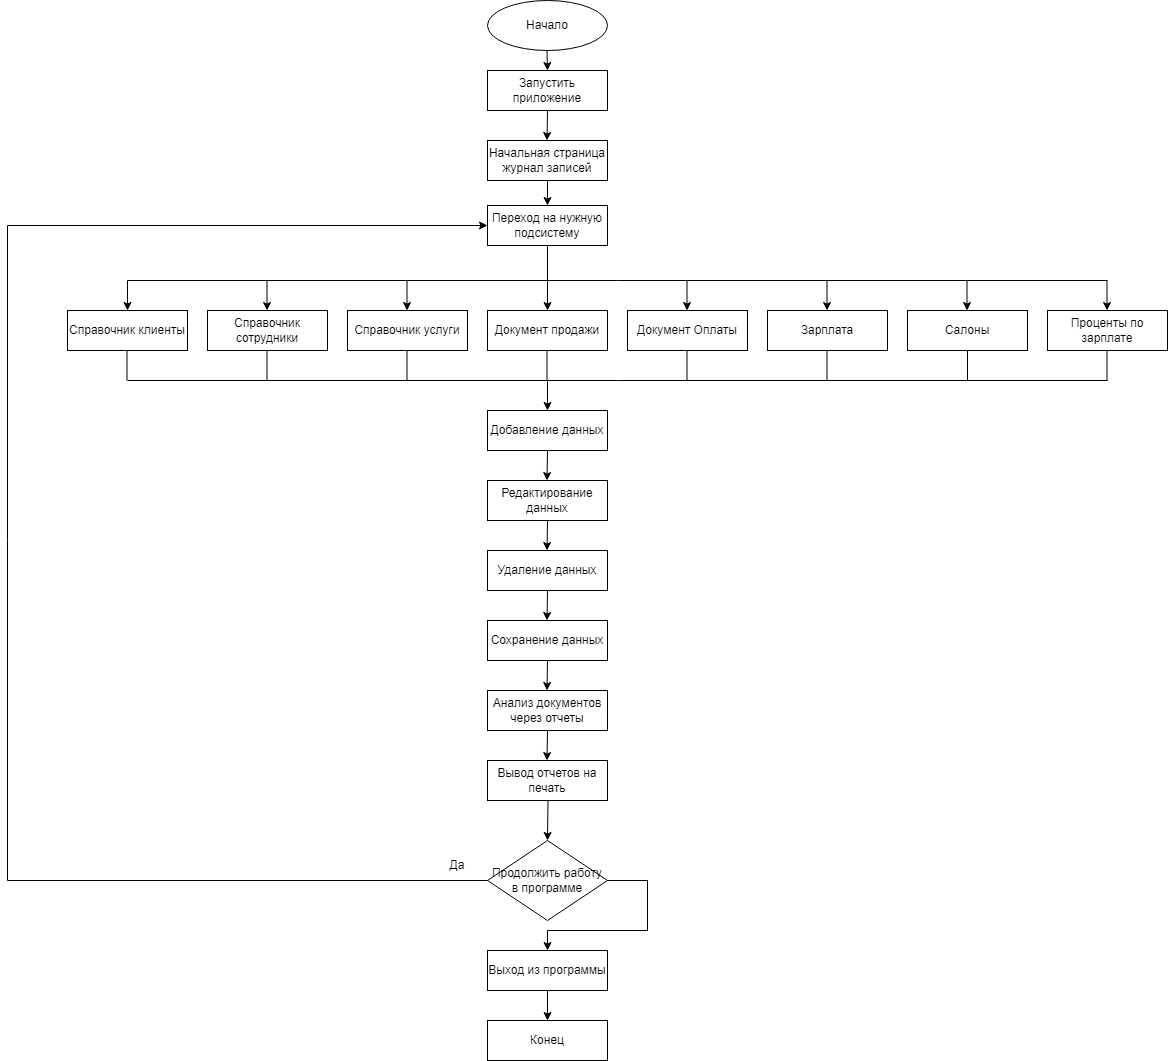 Начало
Запустить
приложение
Начальная страница
журнал записей
Переход на нужную
подсистему
Справочник клиенты
Справочник
сотрудники
Справочник услуги
Документ продажи
Документ Оплаты
Зарплата
Салоны
Проценты по
зарплате
Добавление данных
Редактирование
данных
Удаление данных
Сохранение данных
Анализ документов
через отчеты
Вывод отчетов на
печать
Да
Продолжить работу
в программе
Выход из программы
Конец